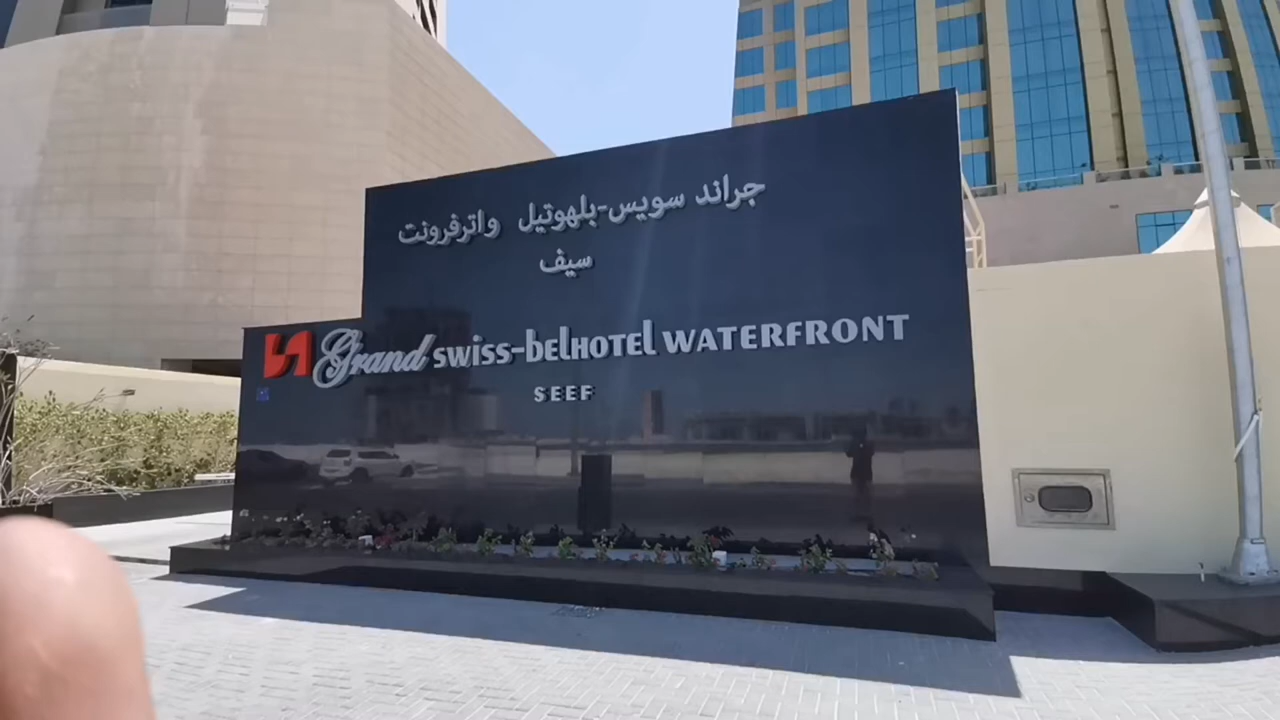 جراند سويس-بلهوتيل واترفرونت
سيف
Grand swiss-belHOTEL WATERFRONT
SEEF